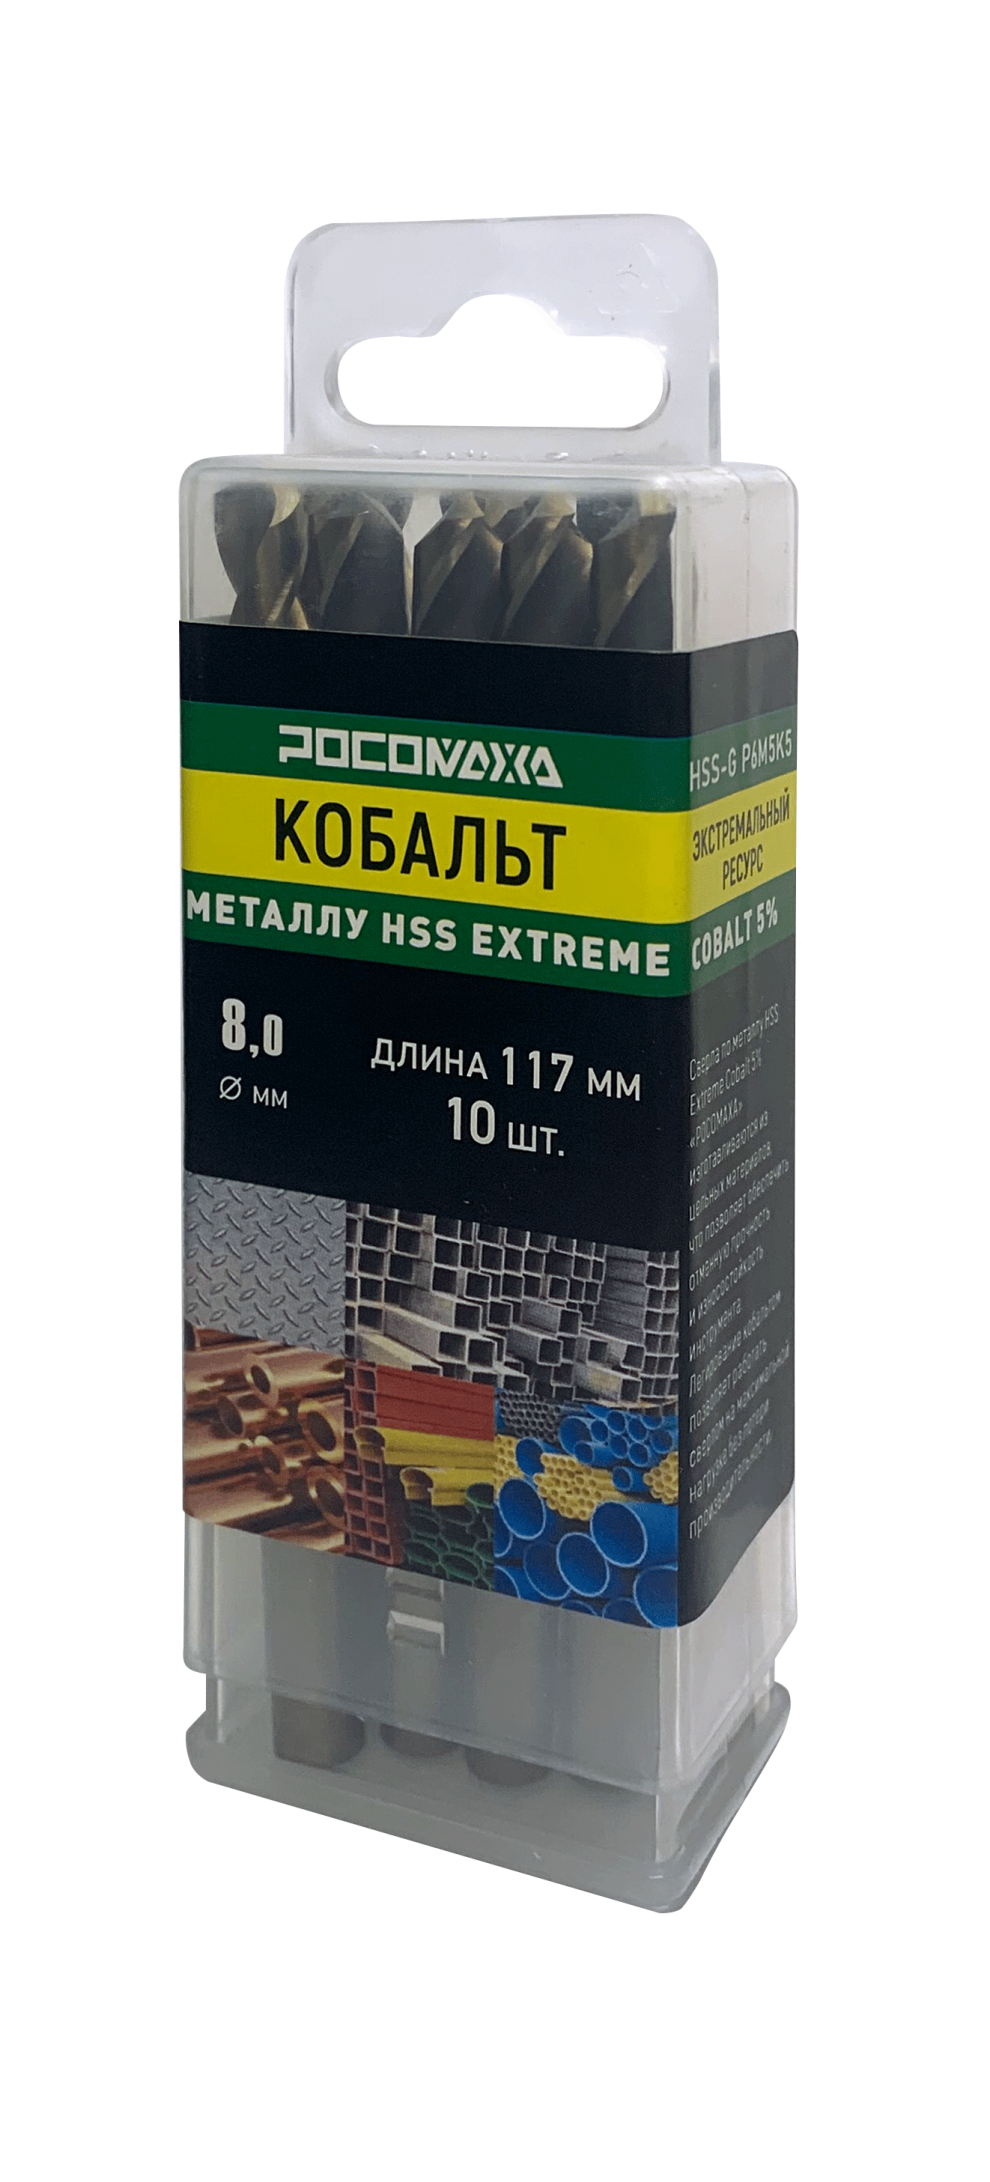 РОСОМАХА
КОБАЛЬТ
МЕТАЛЛУ HSS EXTREME
8,0
Ø мм
ДЛИНА 117 мм
10 шт.
HSS-G Р6М5К5
ЭКСТРЕМАЛЬНЫЙ
РЕСУРС
COBALT 5%
Сверла по металлу HSS
Extreme Cobalt 5%
«РОСОМАХА»
изготавливаются из
цельных материалов,
что позволяет обеспечить
отменную прочность
и износостойкость
инструмента.
Легирование кобальтом
позволяет работать
сверлом на максимальной
нагрузке без потери
производительности.